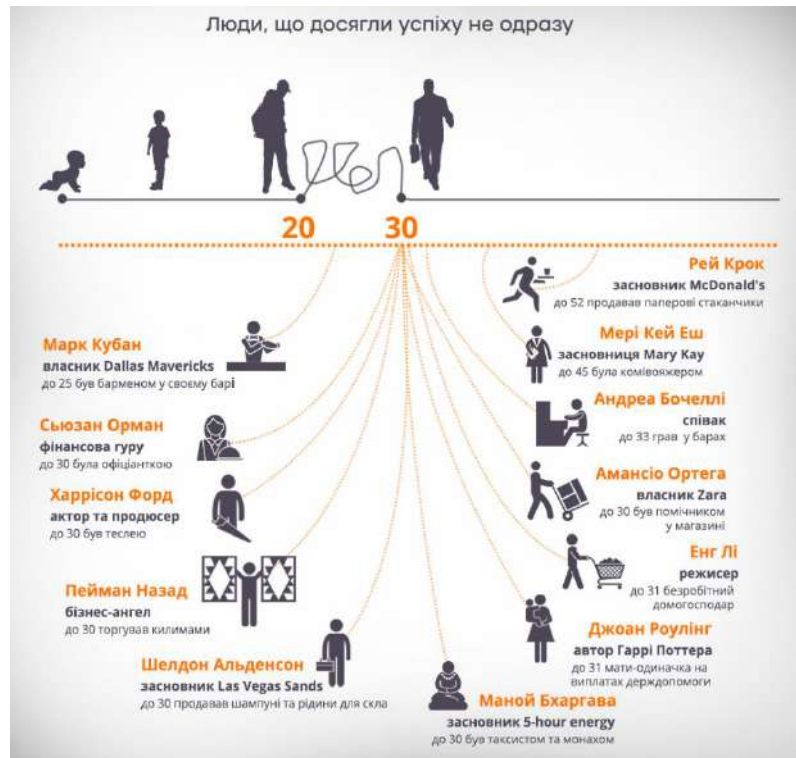 Люди, що досягли успіху не одразу
20
30
Рей Крок
засновник McDonald's
до 52 продавав паперові стаканчики
Марк Кубан
власник Dallas Mavericks
до 25 був барменом у своєму барі
Мері Кей Еш
засновниця Mary Kay
до 45 була комівояжером
Сьюзан Орман
фінансова гуру
до 30 була офіціанткою
Андреа Бочеллі
співак
до 33 грав у барах
Харрісон Форд
актор та продюсер
до 30 був теслею
Амансіо Ортега
власник Zara
до 30 був помічником
у магазині
Енг Лі
режисер
до 31 безробітний
домогосподар
Пейман Назад
бізнес-ангел
до 30 торгував килимами
Джоан Роулінг
автор Гаррі Поттера
до 31 мати-одиначка на
виплатах держдопомоги
Шелдон Альденсон
засновник Las Vegas Sands
до 30 продавав шампуні та рідини для скла
Маной Бхаргава
засновник 5-hour energy
до 30 був таксистом та монахом